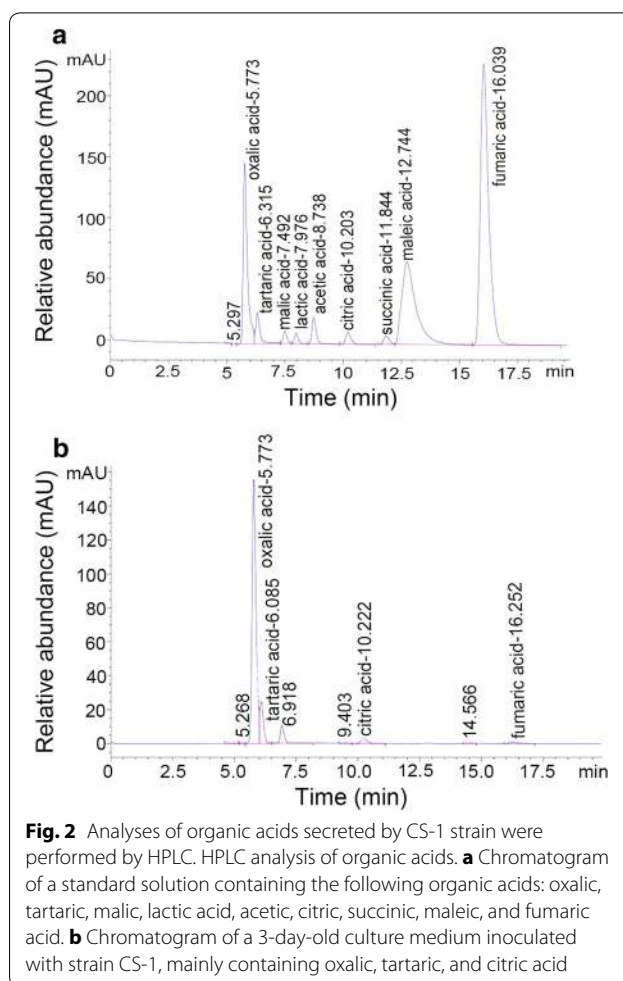 a
mAU
200
150
100
50
0
Relative abundance (mAU)
5.297
oxalic acid-5.773
tartaric acid-6.315
malic acid-7.492
lactic acid-7.976
acetic acid-8.738
citric acid-10.203
succinic acid-11.844
maleic acid-12.744
fumaric acid-16.039
0 2.5 5 7.5 10 12.5 15 17.5 min
Time (min)
b
mAU
140
120
100
80
60
40
20
0
Relative abundance (mAU)
5.268
oxalic acid-5.773
tartaric acid-6.085
6.918
9.403
citric acid-10.222
14.566
fumaric acid-16.252
0 2.5 5.0 7.5 10.0 12.5 15.0 17.5 min
Time (min)
Fig. 2 Analyses of organic acids secreted by CS-1 strain were
performed by HPLC. HPLC analysis of organic acids. a Chromatogram
of a standard solution containing the following organic acids: oxalic,
tartaric, malic, lactic acid, acetic, citric, succinic, maleic, and fumaric
acid. b Chromatogram of a 3-day-old culture medium inoculated
with strain CS-1, mainly containing oxalic, tartaric, and citric acid